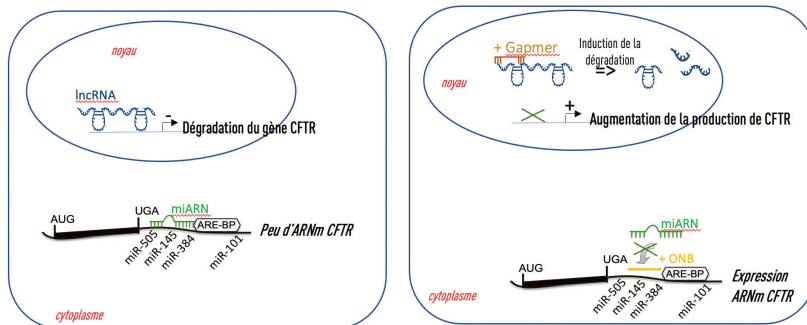 noyau
lncRNA
-
Dégradation du gène CFTR
AUG
UGA
miARN
ARE-BP
miR-505
miR-145
miR-384
miR-101
Peu d'ARNm CFTR
cytoplasme
+ Gapmer
Induction de la
dégradation
=>
noyau
+
Augmentation de la production de CFTR
miARN
+ ONB
AUG
UGA
ARE-BP
miR-505
miR-145
miR-384
miR-101
Expression
ARNm CFTR
cytoplasme